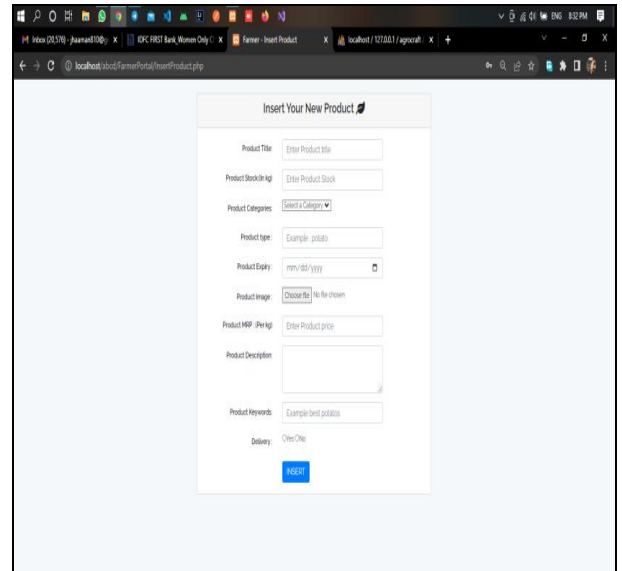 ENG 8:32 PM
Inbox (20,576) - jhaaman810@g
IDFC FIRST Bank_Women Only
Farmer - Insert Product
localhost / 127.0.0.1 / agrocraft /
localhost/abcd/FarmerPortal/InsertProduct.php
Insert Your New Product
Product Title:
Enter Product title
Product Stock:(In kg)
Enter Product Stock
Product Categories:
Select a Category
Product type :
Example . potato
Product Expiry :
mm/dd/yyyy
Product Image :
Choose file No file chosen
Product MRP : (Per kg)
Enter Product price
Product Description:
Product Keywords:
Example best potatos
Delivery :
Yes No
INSERT